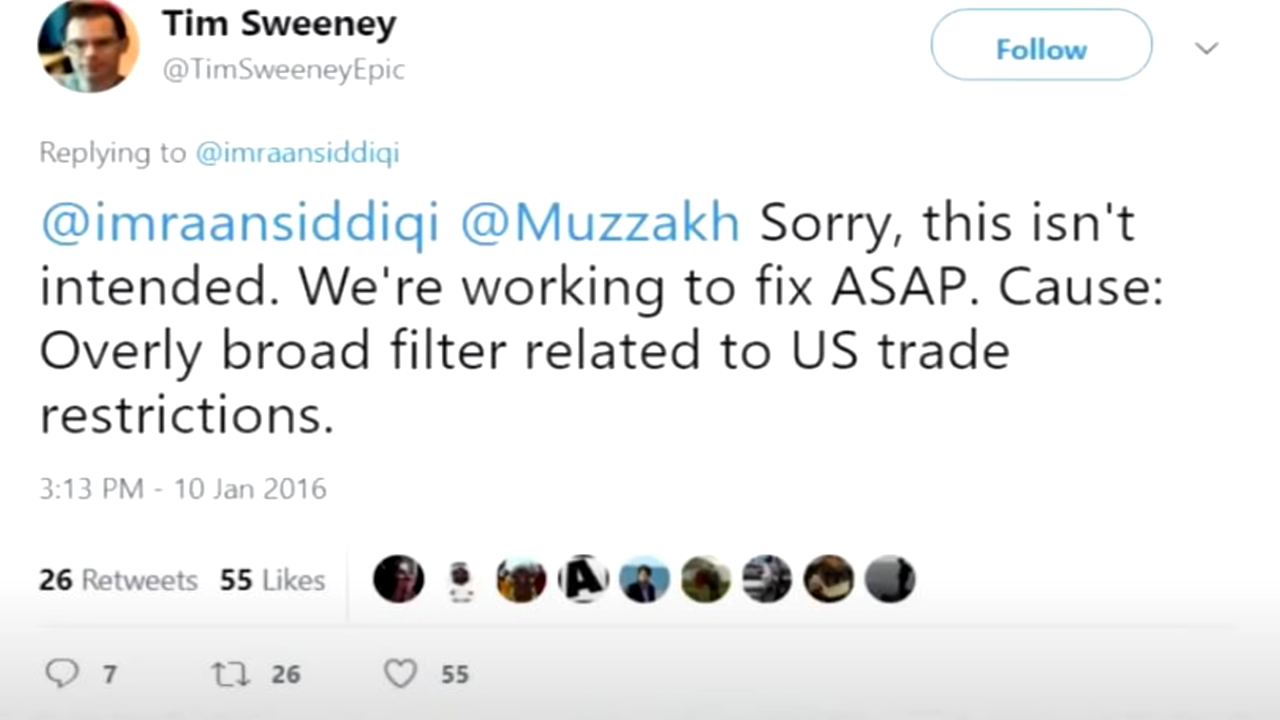 Tim Sweeney
@TimSweeneyEpic
Follow
Replying to @imraansiddiqi
@imraansiddiqi @Muzzakh Sorry, this isn't
intended. We're working to fix ASAP. Cause:
Overly broad filter related to US trade
restrictions.
3:13 PM - 10 Jan 2016
26 Retweets 55 Likes
A
7 26 55